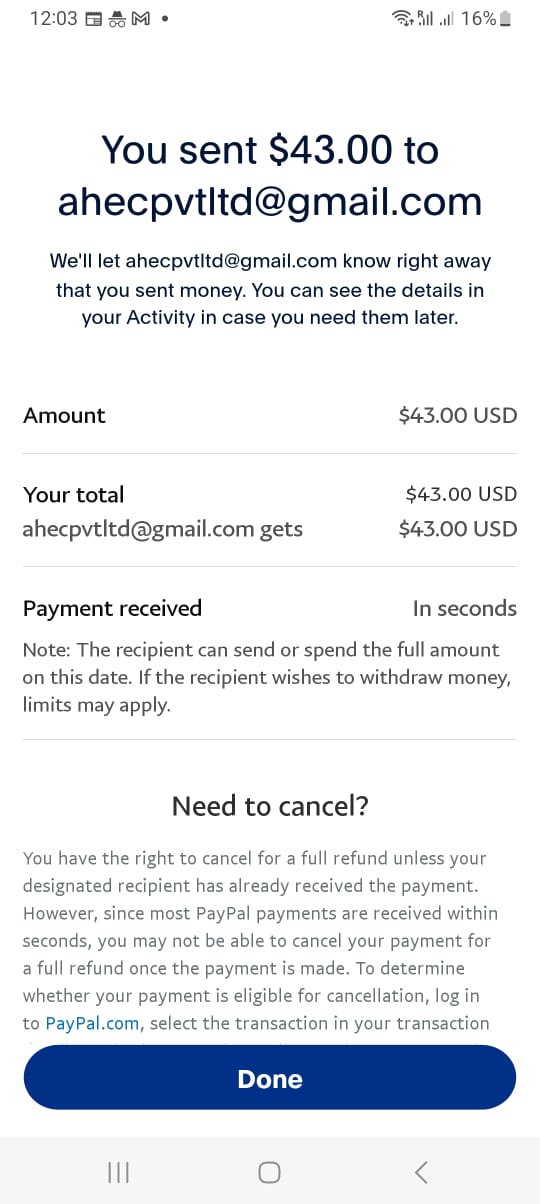 12:03
16%
You sent $43.00 to
ahecpvtltd@gmail.com
We'll let ahecpvtltd@gmail.com know right away
that you sent money. You can see the details in
your Activity in case you need them later.
Amount $43.00 USD
Your total $43.00 USD
ahecpvtltd@gmail.com gets $43.00 USD
Payment received In seconds
Note: The recipient can send or spend the full amount
on this date. If the recipient wishes to withdraw money,
limits may apply.
Need to cancel?
You have the right to cancel for a full refund unless your
designated recipient has already received the payment.
However, since most PayPal payments are received within
seconds, you may not be able to cancel your payment for
a full refund once the payment is made. To determine
whether your payment is eligible for cancellation, log in
to PayPal.com, select the transaction in your transaction
Done